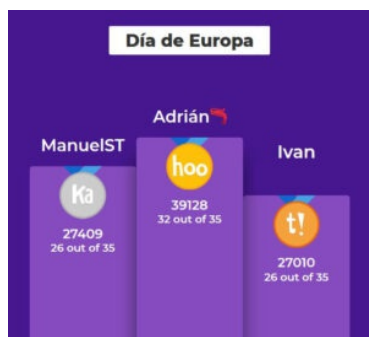 Día de Europa
Adrián🦐
ManuelST
Ivan
Ka
hoo
t!
27409
26 out of 35
39128
32 out of 35
27010
26 out of 35